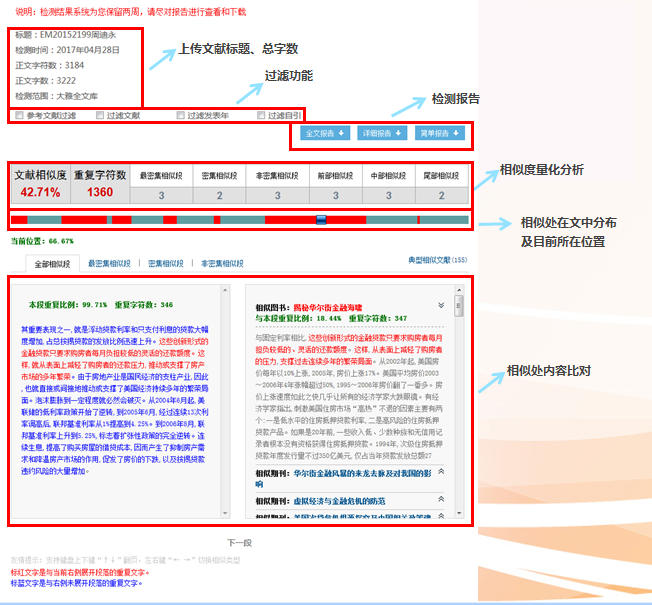 说明：检测结果系统为您保留两周，请尽对报告进行查看和下载
标题：EM20152199周迪永
检测时间：2017年04月28日
正文字符数：3184
正文字数：3222
检测范围：大雅全文库
上传文献标题、总字数
过滤功能
检测报告
参考文献过滤 过滤文献 过滤发表年 过滤自引
全文报告 详细报告 简单报告
文献相似度 重复字符数 最密集相似段 密集相似段 非密集相似段 前部相似段 中部相似段 尾部相似段
42.71% 1360 3 2 3 3 3 2
相似度量化分析
相似处在文中分布
及目前所在位置
当前位置：66.67%
全部相似段 最密集相似段 | 密集相似段 | 非密集相似段 典型相似文献(155)
本段重复比例：99.71% 重复字符数：346
其重要表现之一，就是浮动贷款利率和只支付利息的贷款大幅
度增加，占总按揭贷款的发放比例迅速上升。这些创新形式的
金融贷款只要求购房者每月负担较低的灵活的还款额度。这
样，就从表面上减轻了购房者的还款压力，推动或支撑了房产
市场的多年繁荣。由于房地产业是国民经济的支柱产业，因此
，也就直接或间接地推动或支撑了美国经济持续多年的繁荣局
面。泡沫膨胀到一定程度就必然会破灭。从2004年6月起，美
联储的低利率政策开始了逆转，到2005年6月，经过连续13次利
率调高后，联邦基准利率从1%提高到4.25%。到2006年8月，联
邦基准利率上升到5.25%，标志着扩张性政策的完全逆转。连
续生息，提高了购买房屋的借贷成本，因而产生了抑制房产需
求和降温房产市场的作用，促发了房价的下跌，以及按揭贷款
违约风险的大量增加。
相似图书：揭秘华尔街金融海啸
与本段重复比例：18.44% 重复字符数：347
与固定利率相比，这些创新形式的金融贷款只要求购房者每月
担负较低的、灵活的还款额度。这样，从表面上减轻了购房者
的压力，支撑过去连续多年的繁荣局面。从2002年起，美国房
价每年以10%上涨，2005年，房价上涨17%。美国平均房价2003
～2006年4年涨幅超过50%，1995～2006年房价翻了一番多。房
价上涨速度如此之快几乎让所有的经济学家大跌眼镜。有经
济学家指出，刺激美国住房市场“高热”不退的因素主要有两
个：一是低水平的住房抵押贷款利率，二是高风险的住房抵押
贷款产品。如果是20年前，一些收入低、少数种族和无信用记
录者根本没有资格获得住房抵押贷款。1994年，次级住房抵押
贷款年度发行量不过350亿美元，仅占当年贷款发放总额27
相似期刊：华尔街金融风暴的来龙去脉及对我国的影
响
相似期刊：虚拟经济与金融危机的防范
相似内容比对
下一段
友情提示：支持键盘上下键“↑↓”翻页，左右键“← →”切换相似类型
标红文字是与当前右侧展开段落的重复文字。
标蓝文字是与右侧未展开段落的重复文字。